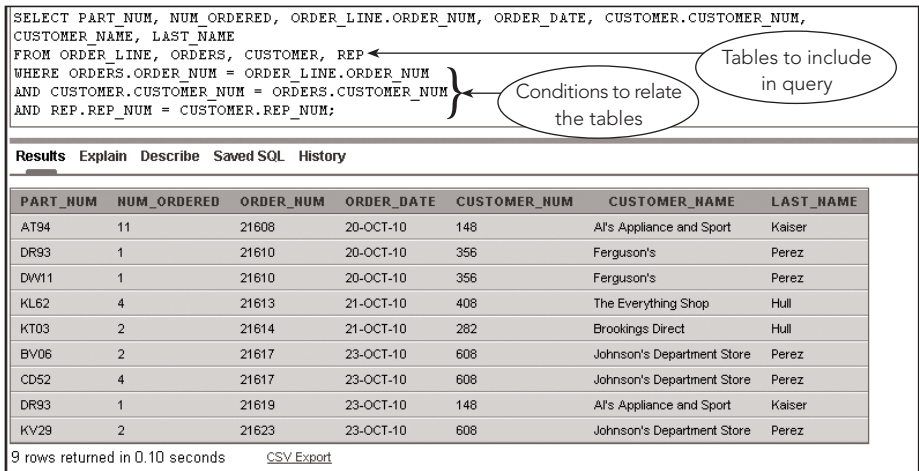 SELECT PART_NUM, NUM_ORDERED, ORDER_LINE.ORDER_NUM, ORDER_DATE, CUSTOMER.CUSTOMER_NUM,
CUSTOMER_NAME, LAST_NAME
FROM ORDER_LINE, ORDERS, CUSTOMER, REP
WHERE ORDERS.ORDER_NUM = ORDER_LINE.ORDER_NUM
AND CUSTOMER.CUSTOMER_NUM = ORDERS.CUSTOMER_NUM
AND REP.REP_NUM = CUSTOMER.REP_NUM;
Tables to include
in query
Conditions to relate
the tables
Results Explain Describe Saved SQL History
PART_NUM NUM_ORDERED ORDER_NUM ORDER_DATE CUSTOMER_NUM CUSTOMER_NAME LAST_NAME
AT94 11 21608 20-OCT-10 148 Al's Appliance and Sport Kaiser
DR93 1 21610 20-OCT-10 356 Ferguson's Perez
DW11 1 21610 20-OCT-10 356 Ferguson's Perez
KL62 4 21613 21-OCT-10 408 The Everything Shop Hull
KT03 2 21614 21-OCT-10 282 Brookings Direct Hull
BV06 2 21617 23-OCT-10 608 Johnson's Department Store Perez
CD52 4 21617 23-OCT-10 608 Johnson's Department Store Perez
DR93 1 21619 23-OCT-10 148 Al's Appliance and Sport Kaiser
KV29 2 21623 23-OCT-10 608 Johnson's Department Store Perez
9 rows returned in 0.10 seconds CSV Export